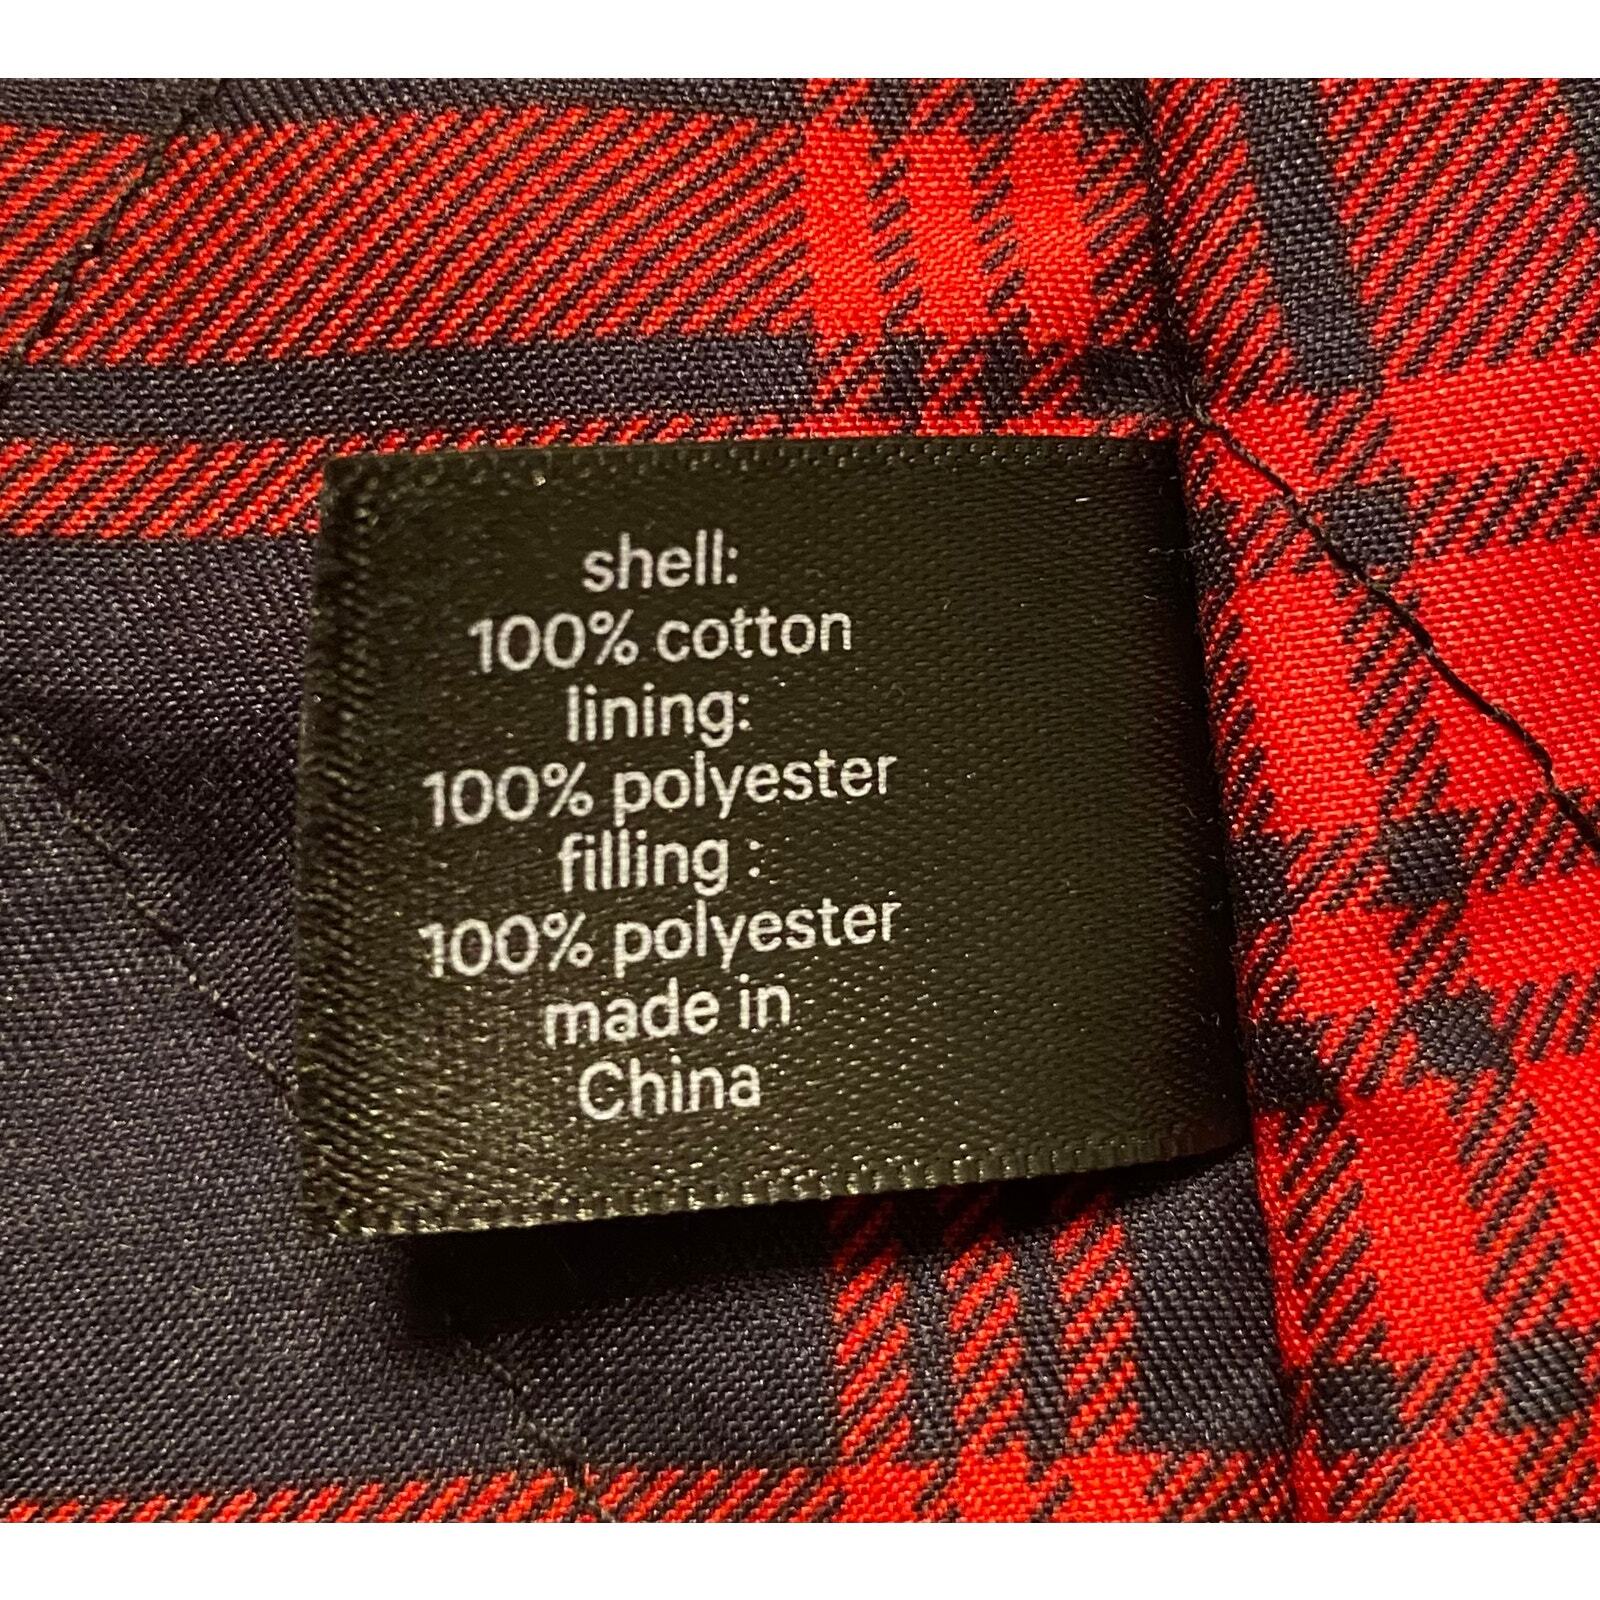 shell:
100% cotton
lining:
100% polyester
filling :
100% polyester
made in
China